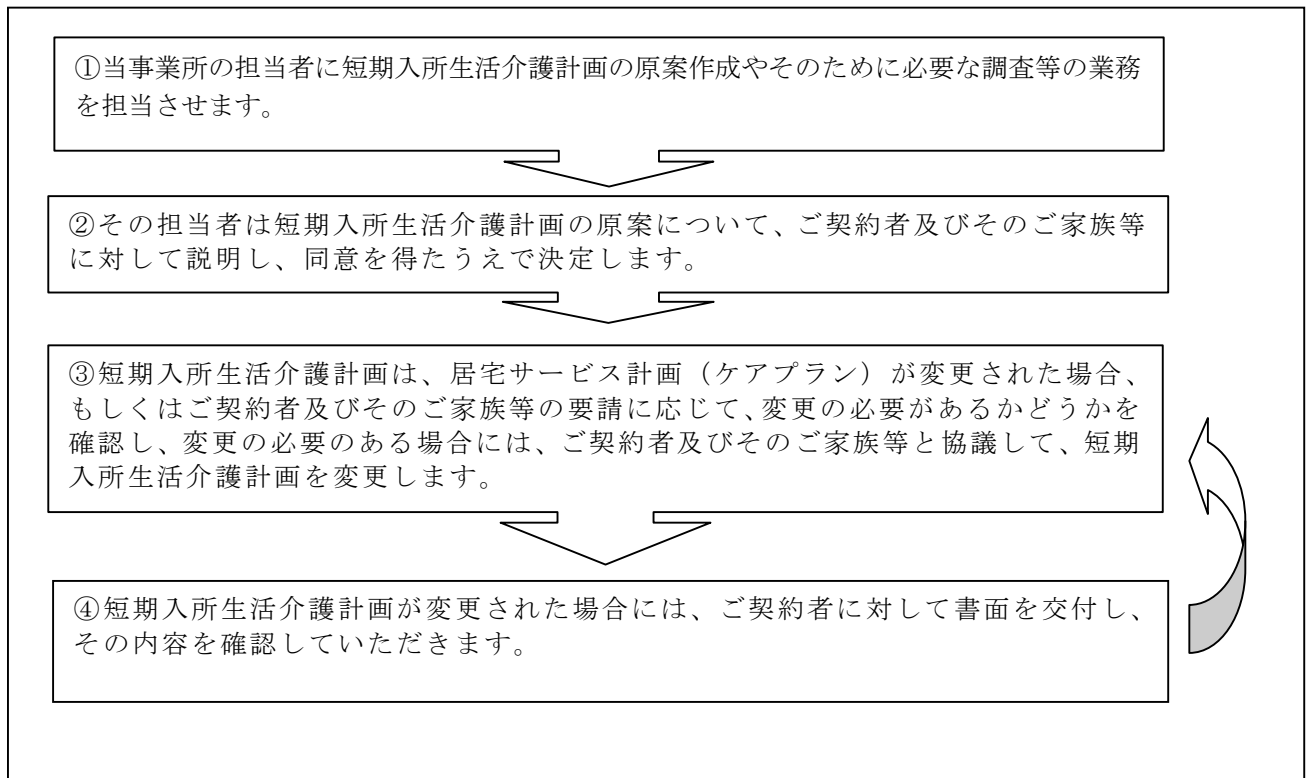 ①当事業所の担当者に短期入所生活介護計画の原案作成やそのために必要な調査等の業務
を担当させます。
②その担当者は短期入所生活介護計画の原案について、ご契約者及びそのご家族等
に対して説明し、同意を得たうえで決定します。
③短期入所生活介護計画は、居宅サービス計画（ケアプラン）が変更された場合、
もしくはご契約者及びそのご家族等の要請に応じて、変更の必要があるかどうかを
確認し、変更の必要のある場合には、ご契約者及びそのご家族等と協議して、短期
入所生活介護計画を変更します。
④短期入所生活介護計画が変更された場合には、ご契約者に対して書面を交付し、
その内容を確認していただきます。